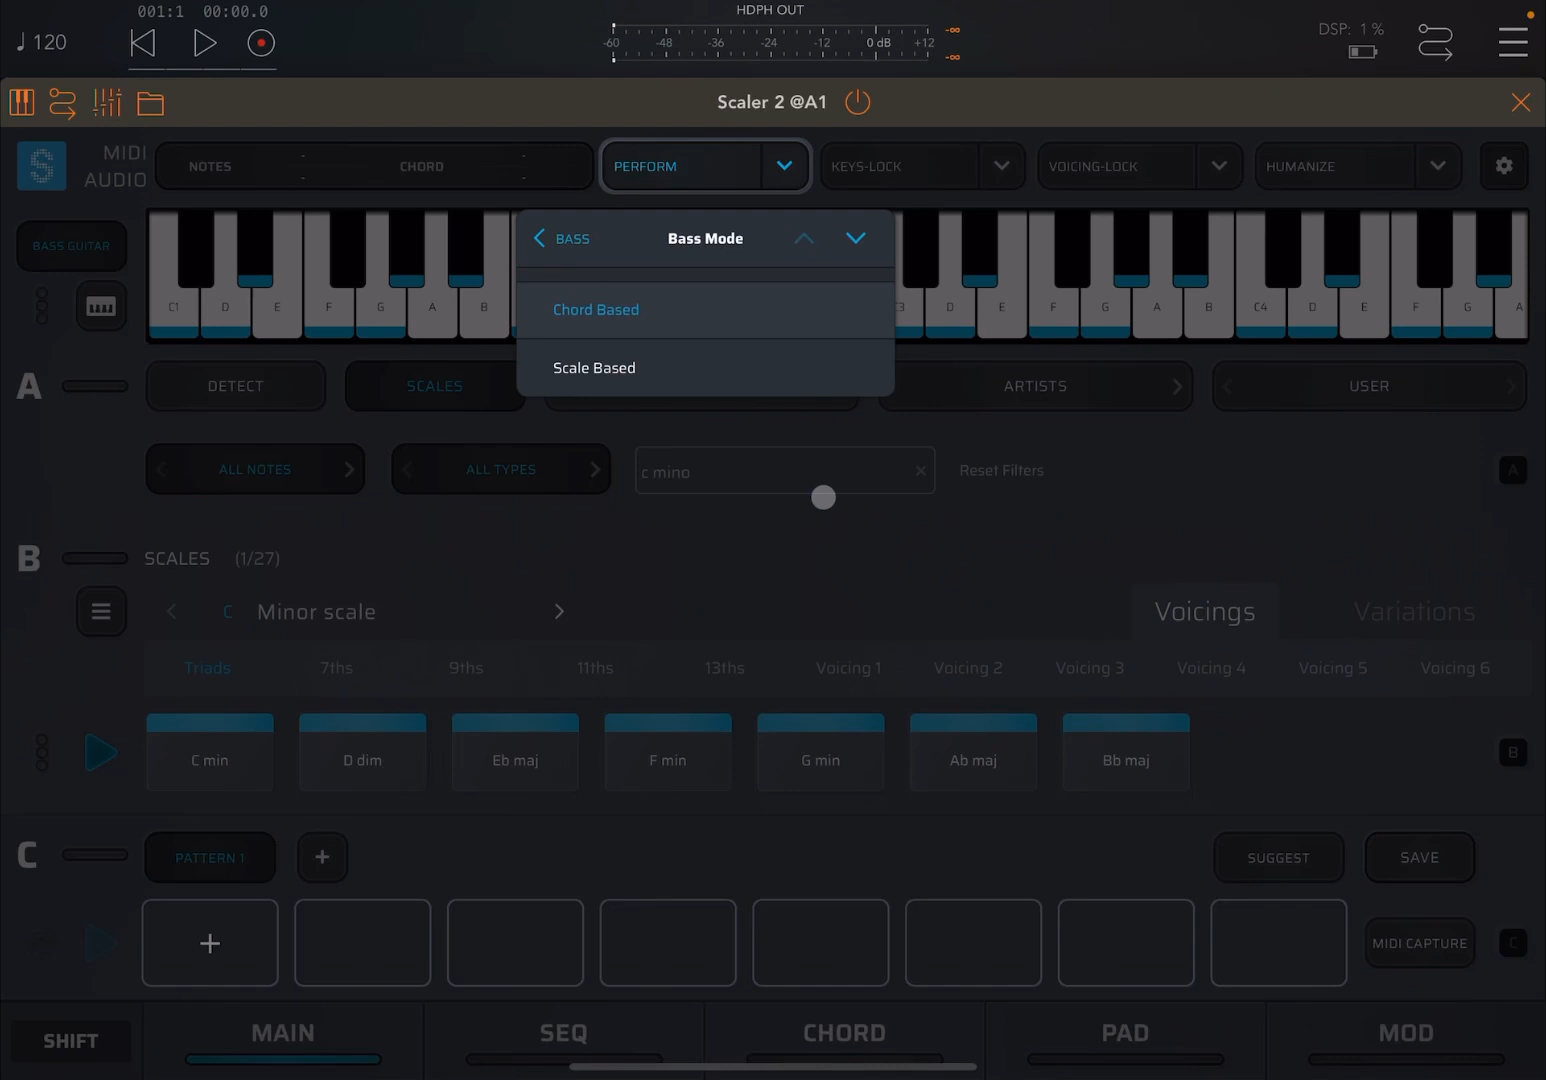 001:1 00:00.0
HDPH OUT
♩ 120
-60 -48 -36 -24 -12 0 dB +12
-∞
-∞
DSP: 1 %
Scaler 2 @A1
S
MIDI
AUDIO
NOTES - -
CHORD - -
PERFORM
KEYS-LOCK
VOICING-LOCK
HUMANIZE
BASS GUITAR
BASS
Bass Mode
Chord Based
Scale Based
C1 D E F G A B
C3 D E F G A B C4 D E F G A
A
DETECT
SCALES
ARTISTS
USER
ALL NOTES
ALL TYPES
c mino
Reset Filters
A
B
SCALES (1/27)
C Minor scale
Voicings
Variations
Triads 7ths 9ths 11ths 13ths Voicing 1 Voicing 2 Voicing 3 Voicing 4 Voicing 5 Voicing 6
C min
D dim
Eb maj
F min
G min
Ab maj
Bb maj
B
C
PATTERN 1
+
SUGGEST
SAVE
+
MIDI CAPTURE
C
SHIFT
MAIN
SEQ
CHORD
PAD
MOD